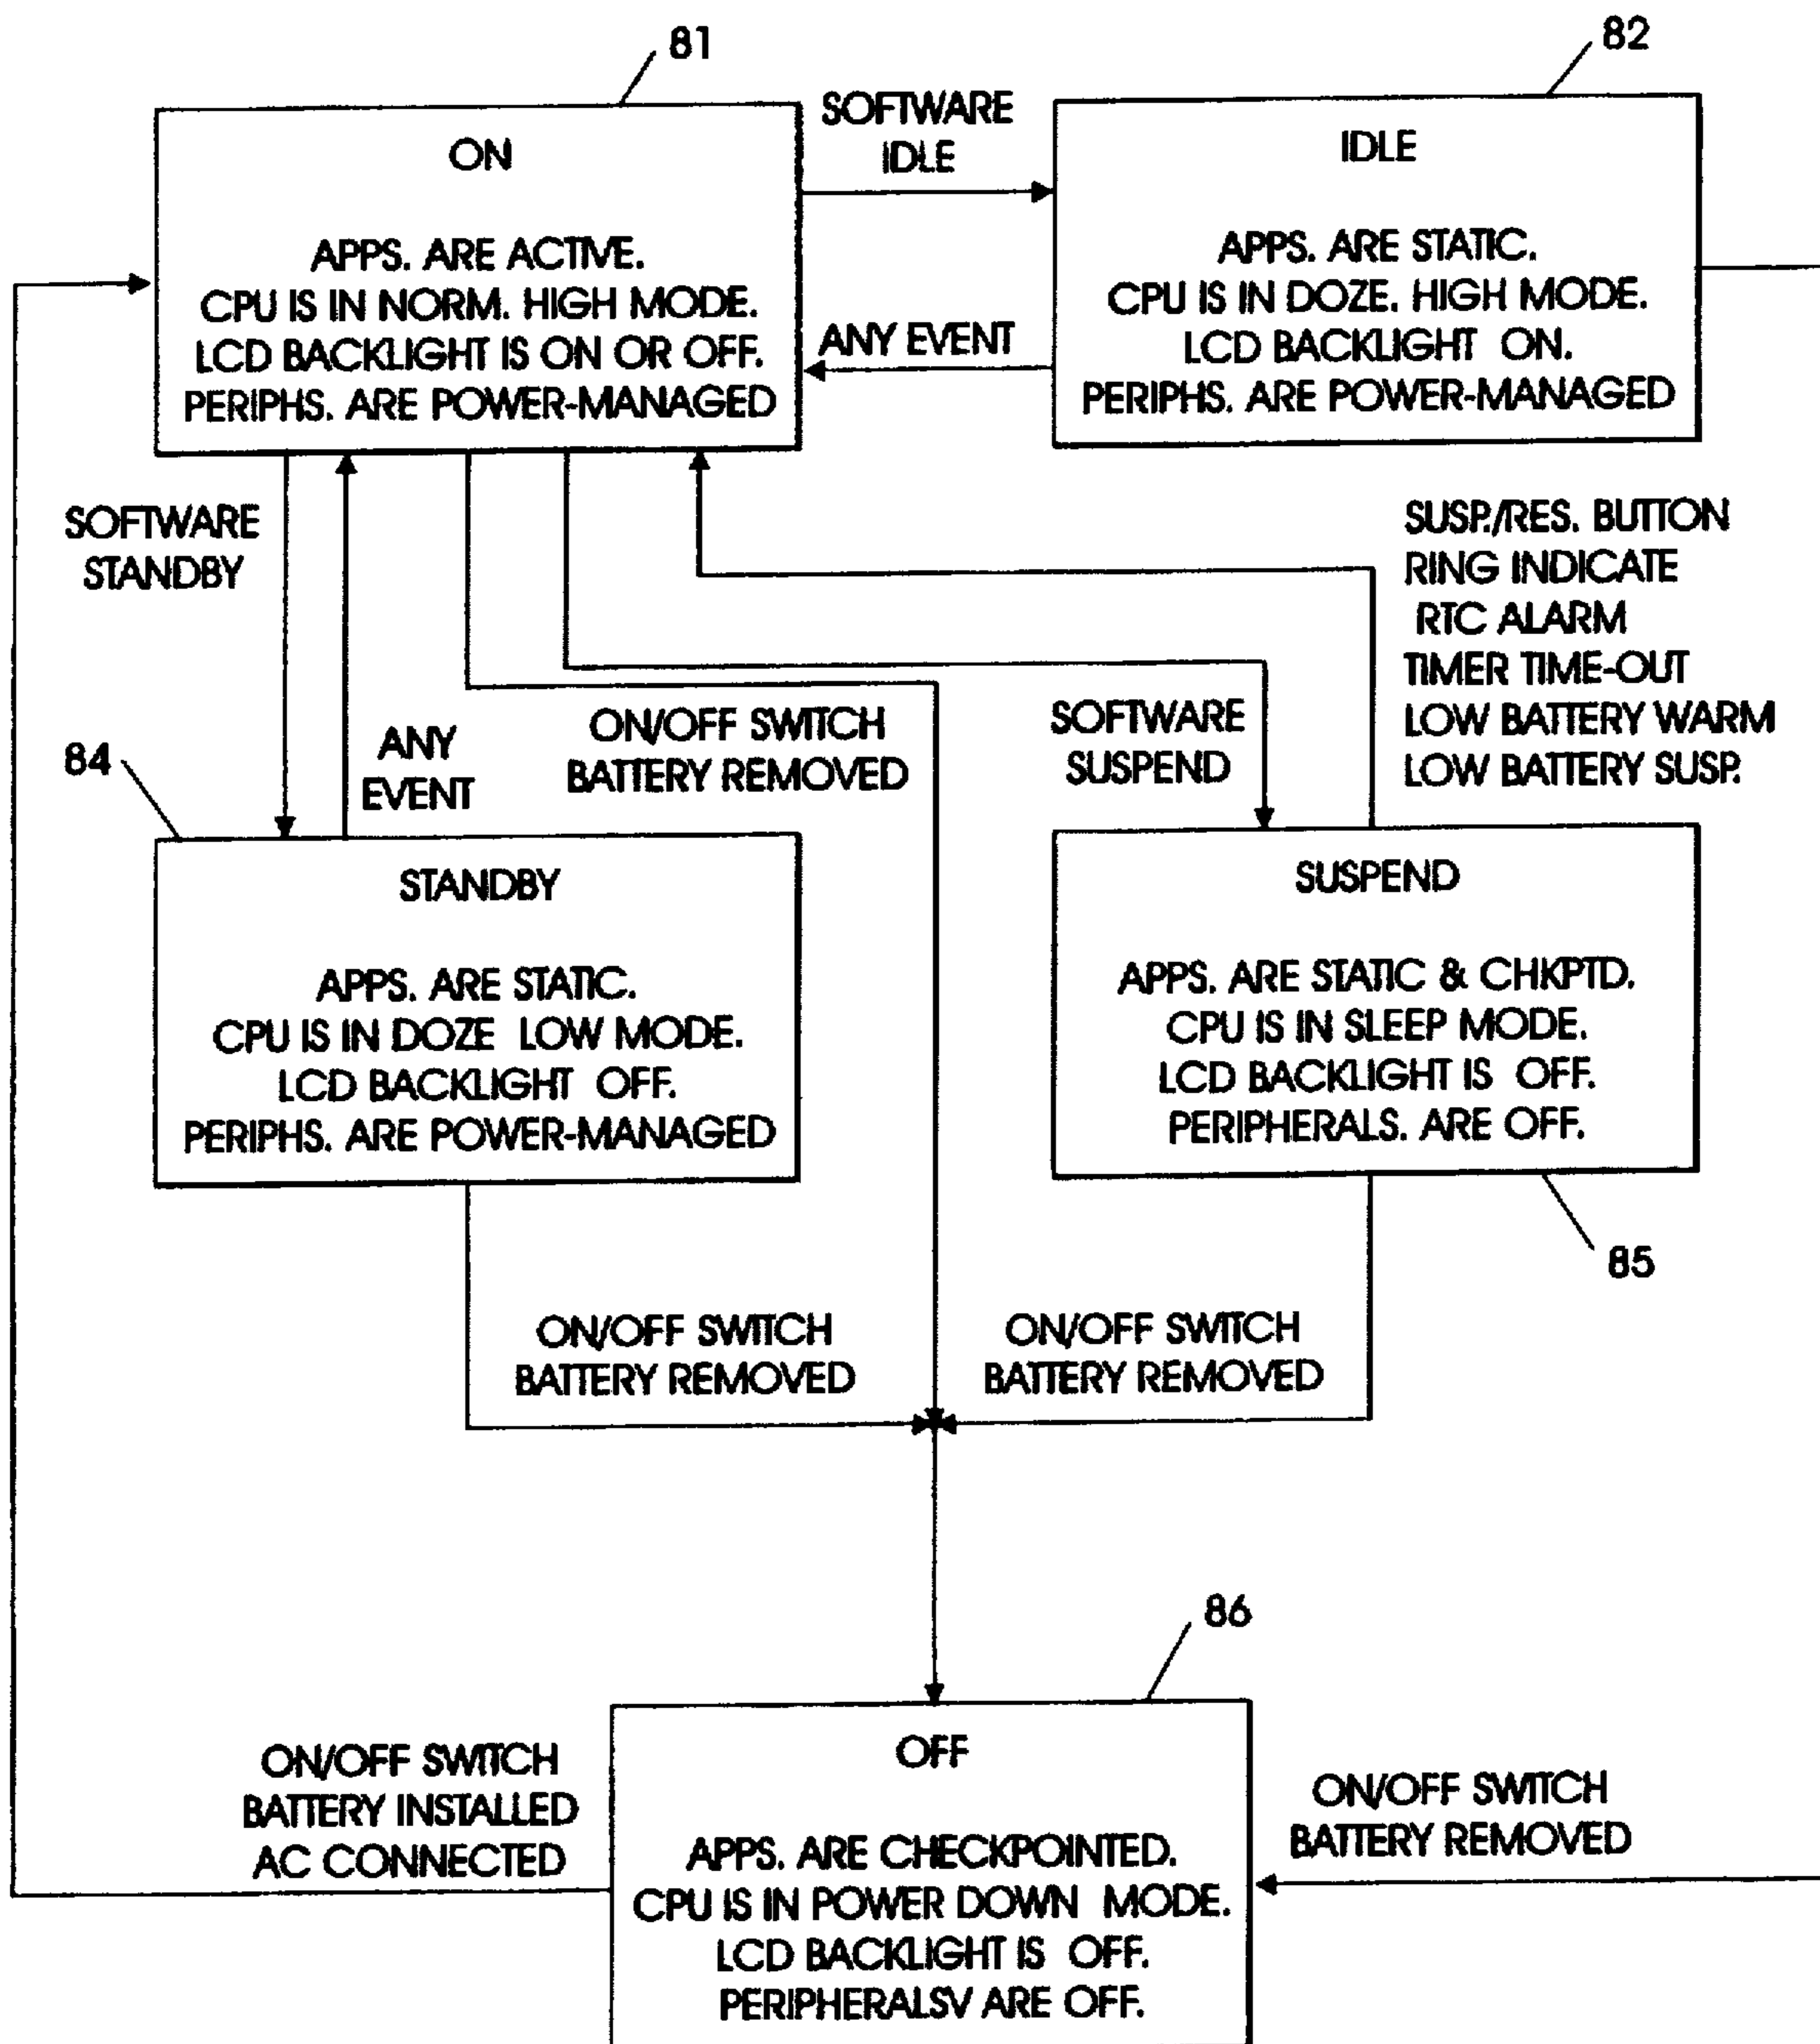 81
82
ON
APPS. ARE ACTIVE.
CPU IS IN NORM. HIGH MODE.
LCD BACKLIGHT IS ON OR OFF.
PERIPHS. ARE POWER-MANAGED
SOFTWARE
IDLE
ANY EVENT
IDLE
APPS. ARE STATIC.
CPU IS IN DOZE. HIGH MODE.
LCD BACKLIGHT ON.
PERIPHS. ARE POWER-MANAGED
SOFTWARE
STANDBY
ANY
EVENT
ON/OFF SWITCH
BATTERY REMOVED
SOFTWARE
SUSPEND
SUSP./RES. BUTTON
RING INDICATE
RTC ALARM
TIMER TIME-OUT
LOW BATTERY WARM
LOW BATTERY SUSP.
84
STANDBY
APPS. ARE STATIC.
CPU IS IN DOZE LOW MODE.
LCD BACKLIGHT OFF.
PERIPHS. ARE POWER-MANAGED
SUSPEND
APPS. ARE STATIC & CHKPTD.
CPU IS IN SLEEP MODE.
LCD BACKLIGHT IS OFF.
PERIPHERALS. ARE OFF.
85
ON/OFF SWITCH
BATTERY REMOVED
ON/OFF SWITCH
BATTERY REMOVED
86
ON/OFF SWITCH
BATTERY INSTALLED
AC CONNECTED
OFF
APPS. ARE CHECKPOINTED.
CPU IS IN POWER DOWN MODE.
LCD BACKLIGHT IS OFF.
PERIPHERALSV ARE OFF.
ON/OFF SWITCH
BATTERY REMOVED